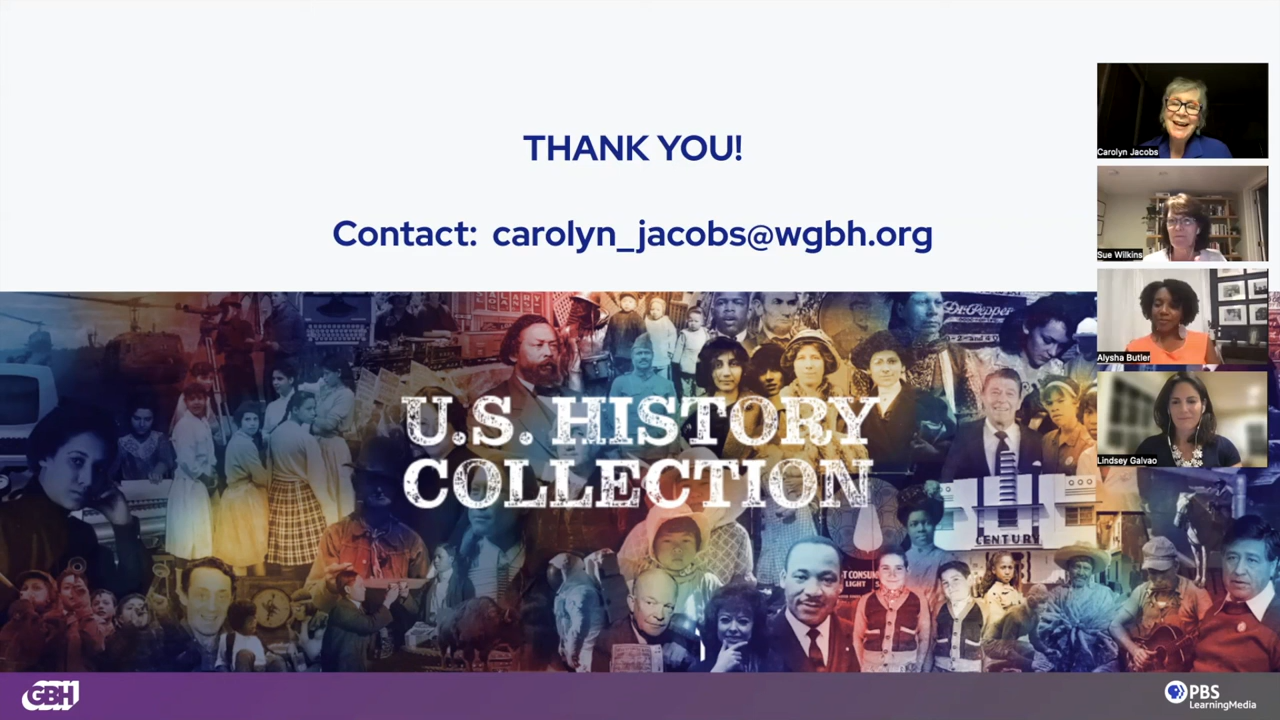 THANK YOU!
Contact: carolyn_jacobs@wgbh.org
Carolyn Jacobs
Sue Wilkins
Alysha Butler
Lindsey Galvao
Dr Pepper
U.S. HISTORY
COLLECTION
CENTURY
LIGHT
GBH
PBS
LearningMedia